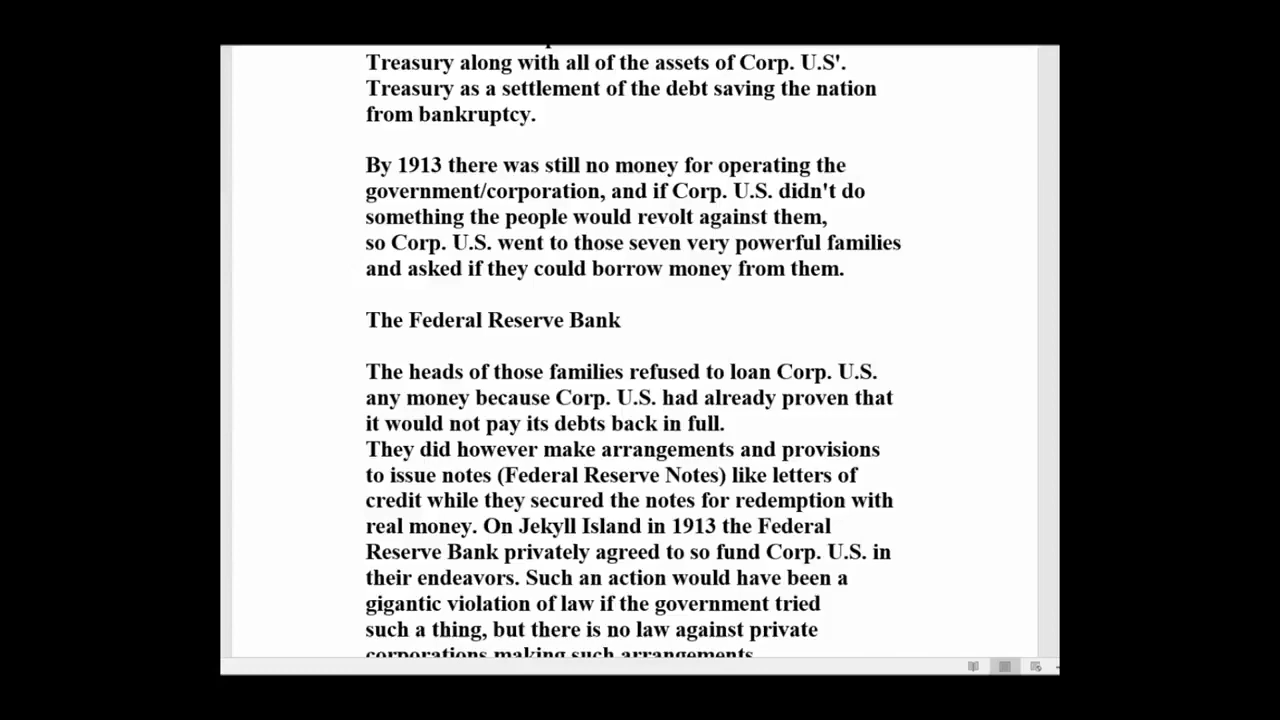 Treasury along with all of the assets of Corp. U.S'.
Treasury as a settlement of the debt saving the nation
from bankruptcy.
By 1913 there was still no money for operating the
government/corporation, and if Corp. U.S. didn't do
something the people would revolt against them,
so Corp. U.S. went to those seven very powerful families
and asked if they could borrow money from them.
The Federal Reserve Bank
The heads of those families refused to loan Corp. U.S.
any money because Corp. U.S. had already proven that
it would not pay its debts back in full.
They did however make arrangements and provisions
to issue notes (Federal Reserve Notes) like letters of
credit while they secured the notes for redemption with
real money. On Jekyll Island in 1913 the Federal
Reserve Bank privately agreed to so fund Corp. U.S. in
their endeavors. Such an action would have been a
gigantic violation of law if the government tried
such a thing, but there is no law against private
corporations making such arrangements.